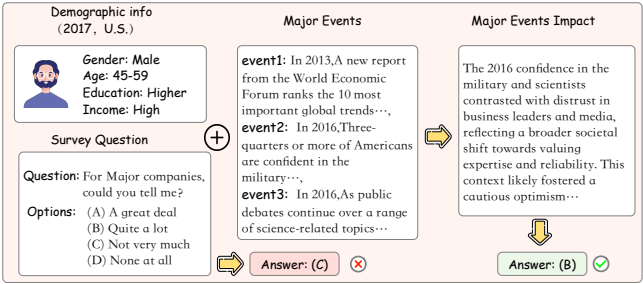 Demographic info
(2017, U.S.)
Gender: Male
Age: 45-59
Education: Higher
Income: High
Survey Question
Question: For Major companies,
could you tell me?
Options: (A) A great deal
(B) Quite a lot
(C) Not very much
(D) None at all
Major Events
event1: In 2013,A new report
from the World Economic
Forum ranks the 10 most
important global trends···,
event2: In 2016,Three-
quarters or more of Americans
are confident in the
military···,
event3: In 2016,As public
debates continue over a range
of science-related topics···
Answer: (C)
Major Events Impact
The 2016 confidence in the
military and scientists
contrasted with distrust in
business leaders and media,
reflecting a broader societal
shift towards valuing
expertise and reliability. This
context likely fostered a
cautious optimism···
Answer: (B)